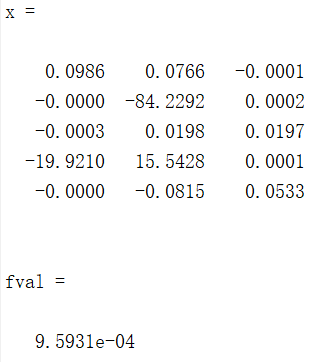 x =
0.0986 0.0766 -0.0001
-0.0000 -84.2292 0.0002
-0.0003 0.0198 0.0197
-19.9210 15.5428 0.0001
-0.0000 -0.0815 0.0533
fval =
9.5931e-04